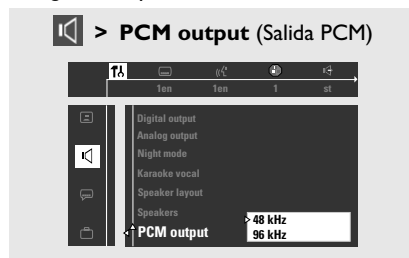 > PCM output (Salida PCM)
1en 1en 1 st
Digital output
Analog output
Night mode
Karaoke vocal
Speaker layout
Speakers
PCM output
48 kHz
96 kHz